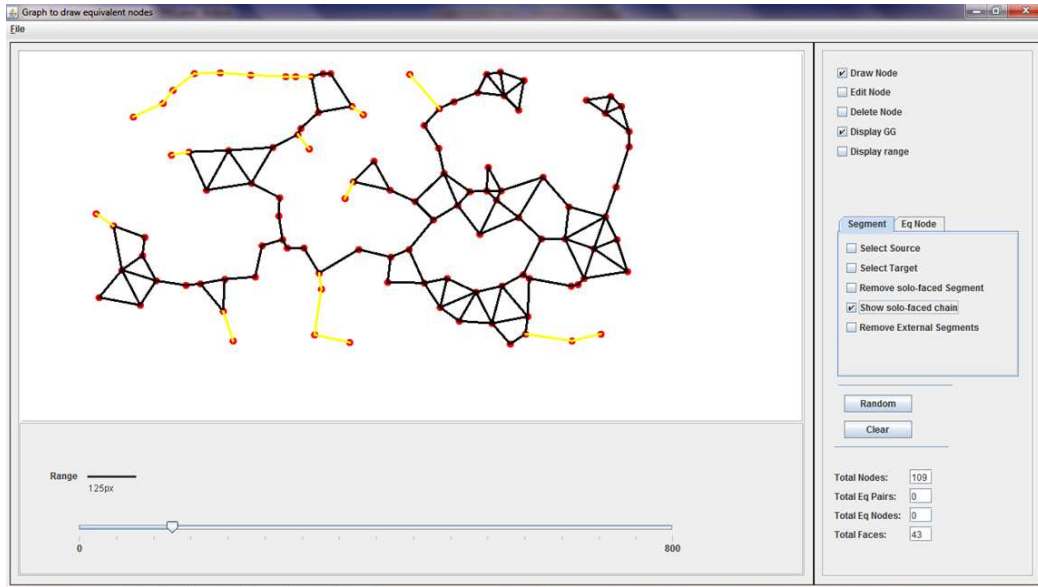 Graph to draw equivalent nodes
File
Draw Node
Edit Node
Delete Node
Display GG
Display range
Segment Eq Node
Select Source
Select Target
Remove solo-faced Segment
Show solo-faced chain
Remove External Segments
Random
Clear
Range
125px
0 800
Total Nodes: 109
Total Eq Pairs: 0
Total Eq Nodes: 0
Total Faces: 43